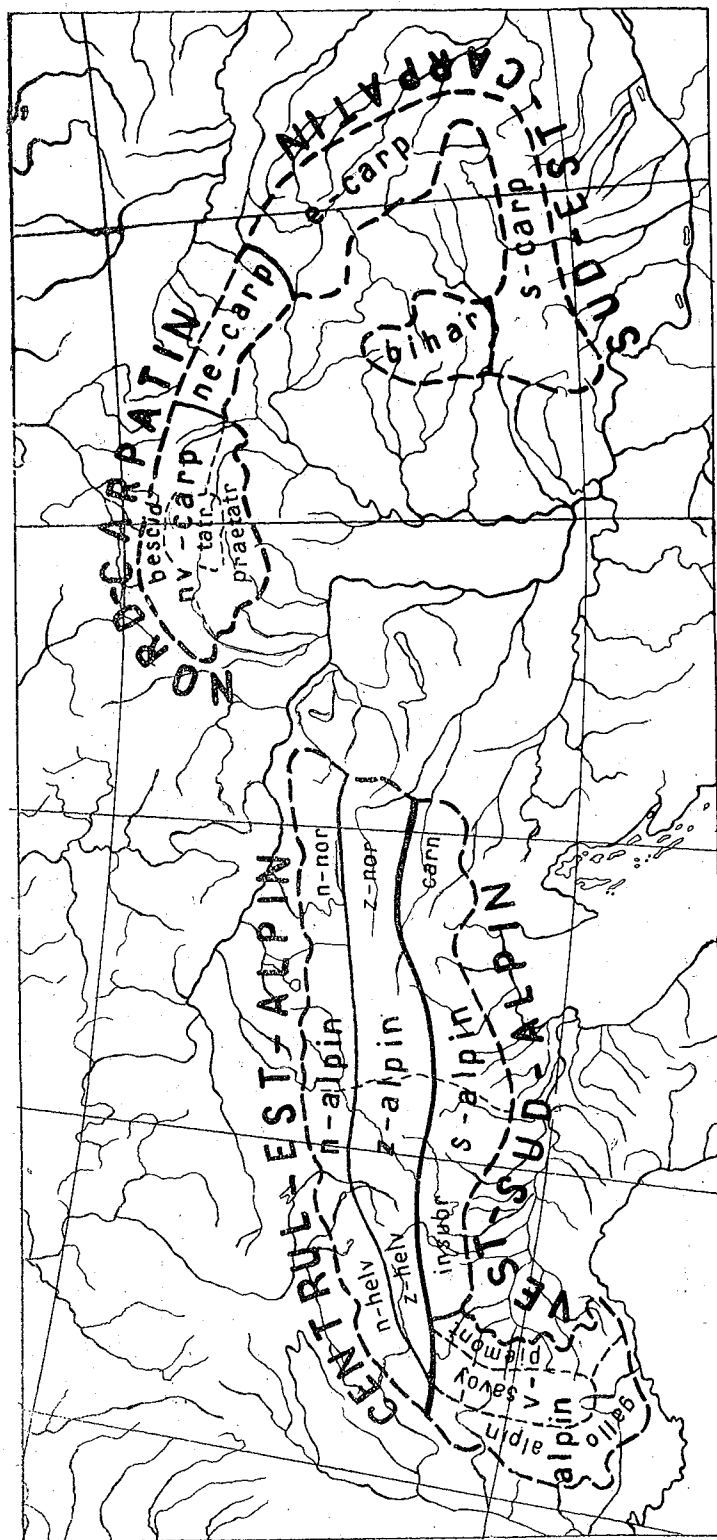 NORD-CARPATIN
bescid
nv-carp
tatr
praetatr
ne-carp
e-carp
bihar
s-carp
SUD-EST CARPATIN
CENTRUL-EST-ALPIN
n-helv
n-alpin
n-nor
z-helv
z-alpin
z-nor
insubr
s-alpin
carn
VEST-SUD-ALPIN
piemont
savoy
v-alpin
gallo
alpin